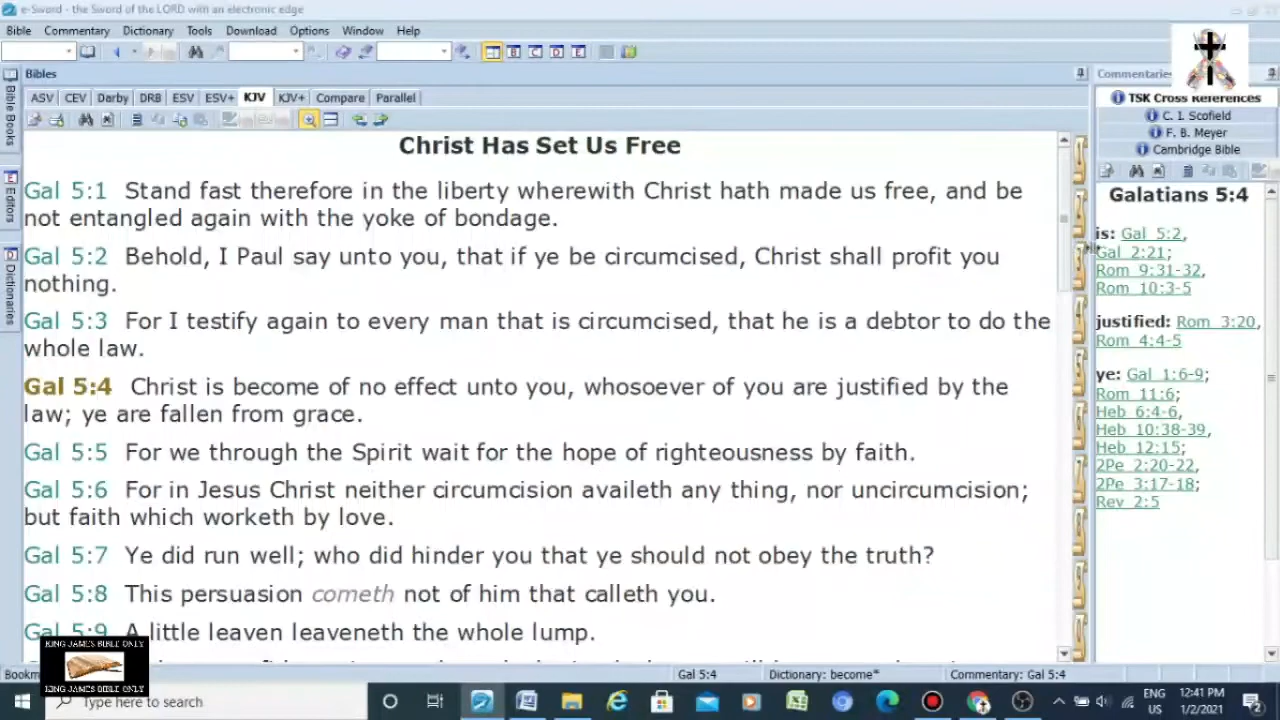 e-Sword - the Sword of the LORD with an electronic edge
Bible Commentary Dictionary Tools Download Options Window Help
Bibles
Commentaries
ASV CEV Darby DRB ESV ESV+ KJV KJV+ Compare Parallel
TSK Cross References
C. I. Scofield
F. B. Meyer
Cambridge Bible
Bible Books
Editors
Dictionaries
Christ Has Set Us Free
Gal 5:1 Stand fast therefore in the liberty wherewith Christ hath made us free, and be
not entangled again with the yoke of bondage.
Gal 5:2 Behold, I Paul say unto you, that if ye be circumcised, Christ shall profit you
nothing.
Gal 5:3 For I testify again to every man that is circumcised, that he is a debtor to do the
whole law.
Gal 5:4 Christ is become of no effect unto you, whosoever of you are justified by the
law; ye are fallen from grace.
Gal 5:5 For we through the Spirit wait for the hope of righteousness by faith.
Gal 5:6 For in Jesus Christ neither circumcision availeth any thing, nor uncircumcision;
but faith which worketh by love.
Gal 5:7 Ye did run well; who did hinder you that ye should not obey the truth?
Gal 5:8 This persuasion cometh not of him that calleth you.
Gal 5:9 A little leaven leaveneth the whole lump.
Galatians 5:4
is: Gal 5:2,
Gal 2:21;
Rom 9:31-32,
Rom 10:3-5
justified: Rom 3:20,
Rom 4:4-5
ye: Gal 1:6-9;
Rom 11:6;
Heb 6:4-6,
Heb 10:38-39,
Heb 12:15;
2Pe 2:20-22,
2Pe 3:17-18;
Rev 2:5
KING JAMES BIBLE ONLY
KING JAMES BIBLE ONLY
Bookm
Gal 5:4 Dictionary: become* Commentary: Gal 5:4
Type here to search
ENG
US
12:41 PM
1/2/2021
2